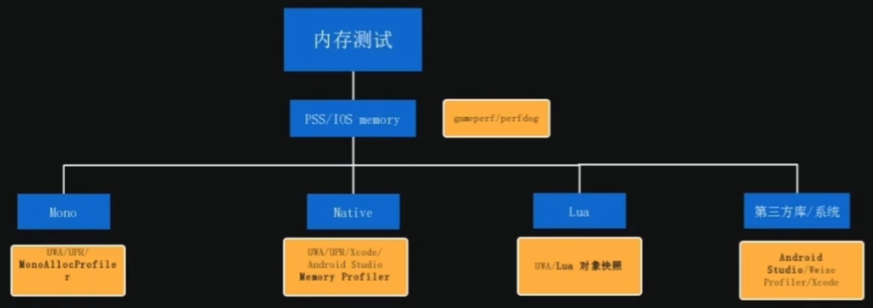 内存测试
PSS/IOS memory
gameperf/perfdog
Mono
Native
Lua
第三方库/系统
UWA/UPR/
MonoAllocProfile
r
UWA/UPR/Xcode/
Android Studio
Memory Profiler
UWA/Lua 对象快照
Android
Studio/Wwise
Profiler/Xcode